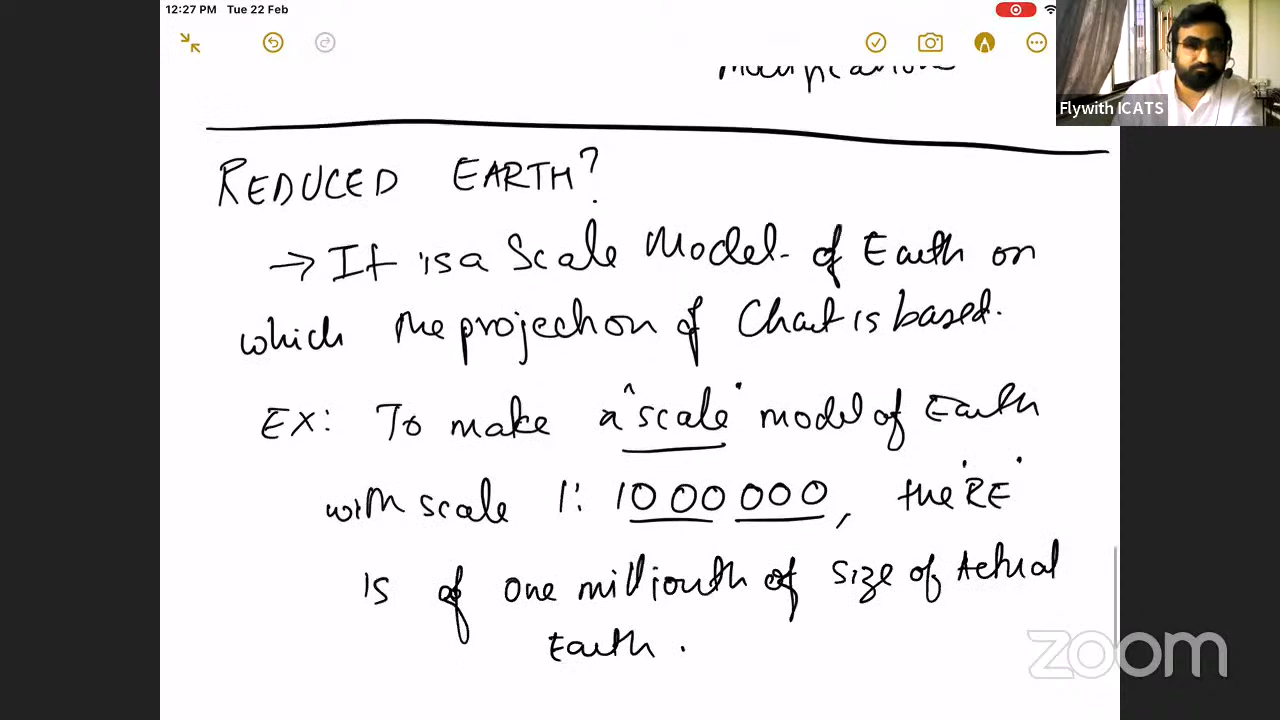 12:27 PM Tue 22 Feb
Flywith ICATS
REDUCED EARTH?
→ It is a Scale Model of Earth on
which the projection of Chart is based.
EX: To make a "scale" model of Earth
with scale 1: 1000 000, the "RE"
is of one millionth of size of Actual
Earth.
zoom